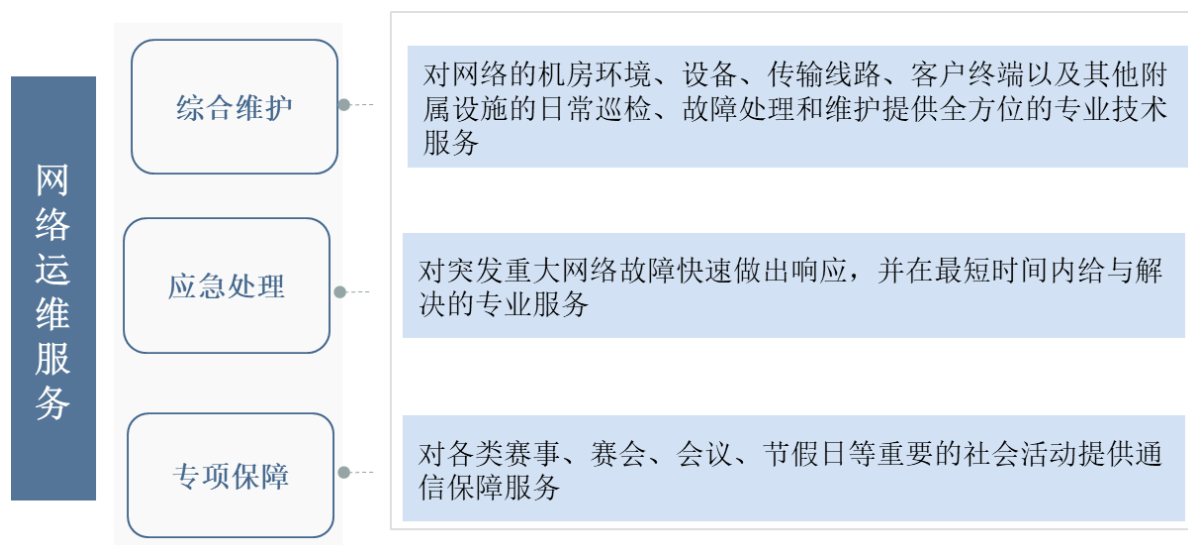 网络运维服务
综合维护
对网络的机房环境、设备、传输线路、客户终端以及其他附
属设施的日常巡检、故障处理和维护提供全方位的专业技术
服务
应急处理
对突发重大网络故障快速做出响应，并在最短时间内给与解
决的专业服务
专项保障
对各类赛事、赛会、会议、节假日等重要的社会活动提供通
信保障服务